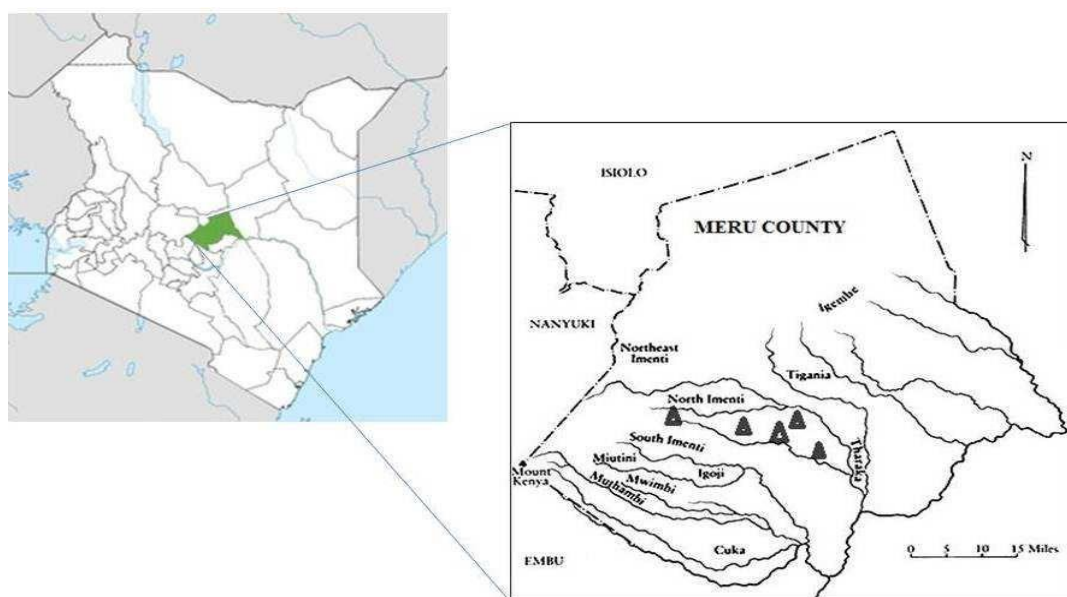 N
ISIOLO
MERU COUNTY
Igembe
NANYUKI
Northeast
Imenti
Tigania
North Imenti
South Imenti
Tharaka
Miutini
Igoji
Mount
Kenya
Mwimbi
Muthambi
Cuka
EMBU
0 5 10 15 Miles